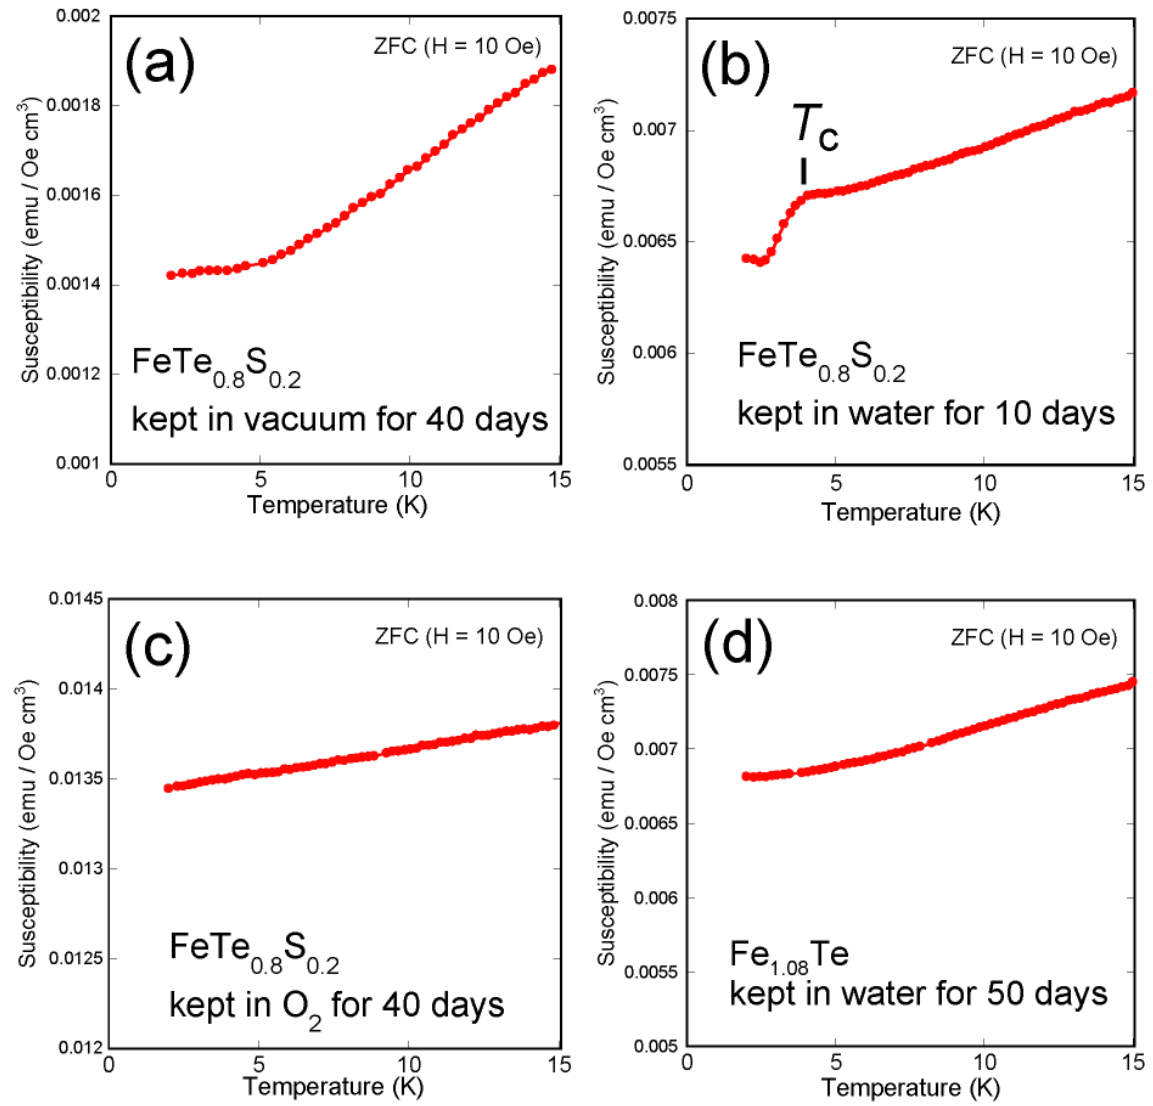 (a)
ZFC (H = 10 Oe)
0.002
0.0018
0.0016
0.0014
0.0012
0.001
Susceptibility (emu / Oe cm³)
FeTe₀.₈S₀.₂
kept in vacuum for 40 days
0 5 10 15
Temperature (K)
(b)
ZFC (H = 10 Oe)
T_C
0.0075
0.007
0.0065
0.006
0.0055
Susceptibility (emu / Oe cm³)
FeTe₀.₈S₀.₂
kept in water for 10 days
0 5 10 15
Temperature (K)
(c)
ZFC (H = 10 Oe)
0.0145
0.014
0.0135
0.013
0.0125
0.012
Susceptibility (emu / Oe cm³)
FeTe₀.₈S₀.₂
kept in O₂ for 40 days
0 5 10 15
Temperature (K)
(d)
ZFC (H = 10 Oe)
0.008
0.0075
0.007
0.0065
0.006
0.0055
0.005
Susceptibility (emu / Oe cm³)
Fe₁.₀₈Te
kept in water for 50 days
0 5 10 15
Temperature (K)